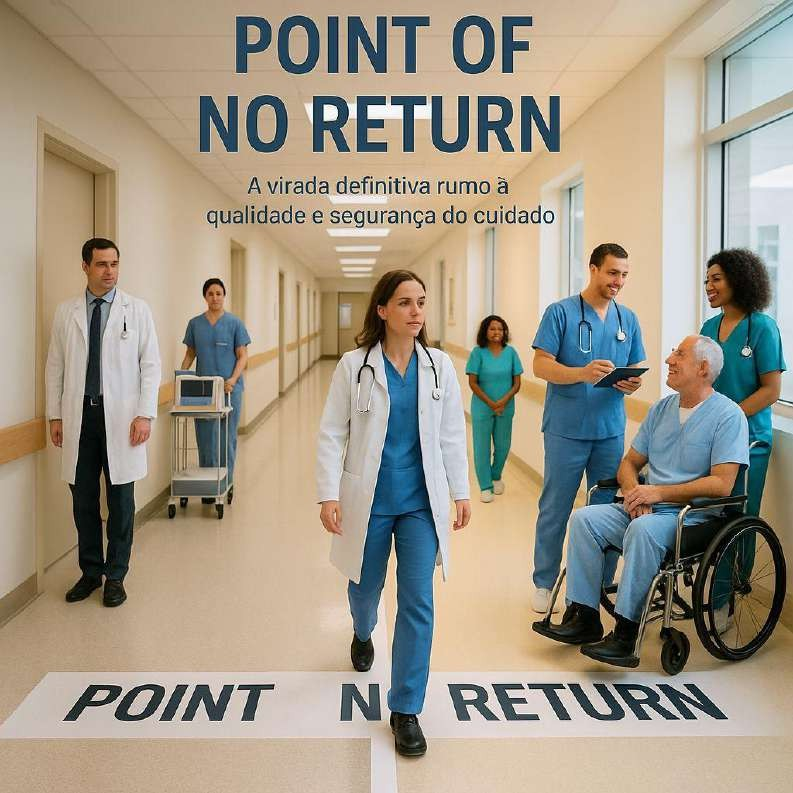 POINT OF
NO RETURN
A virada definitiva rumo à
qualidade e segurança do cuidado
POINT N RETURN